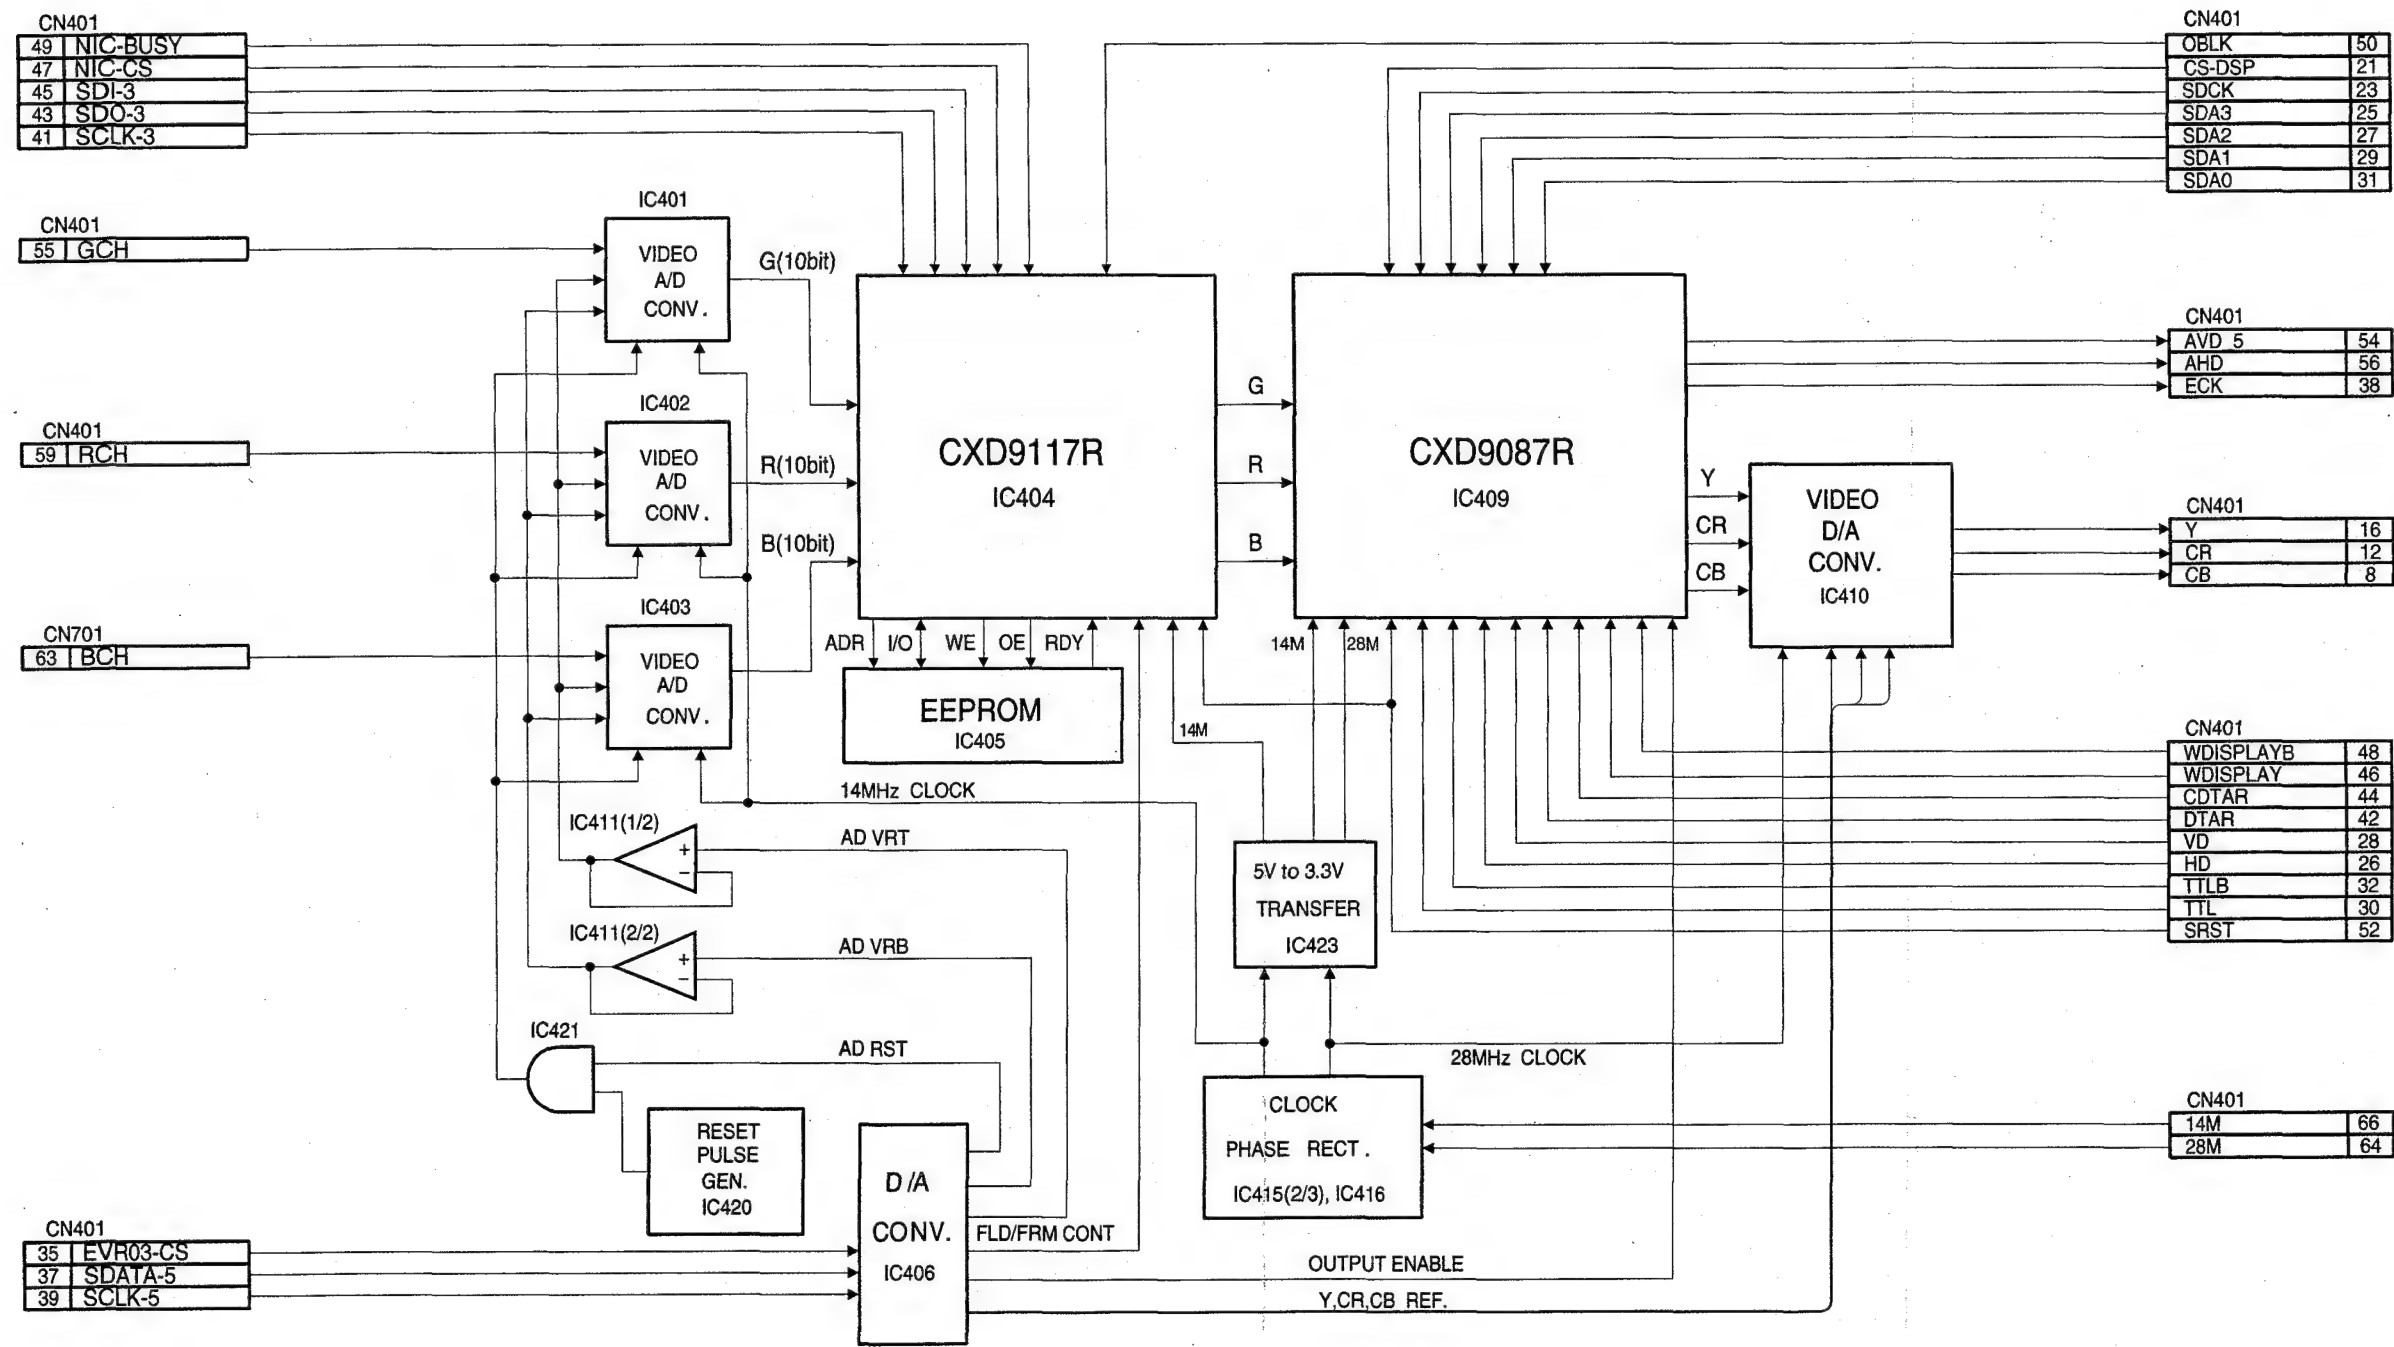 CN401
49 NIC-BUSY
47 NIC-CS
45 SDI-3
43 SDO-3
41 SCLK-3
CN401
OBLK 50
CS-DSP 21
SDCK 23
SDA3 25
SDA2 27
SDA1 29
SDA0 31
CN401
55 GCH
IC401
VIDEO
A/D
CONV.
G(10bit)
CN401
59 RCH
IC402
VIDEO
A/D
CONV.
R(10bit)
CN701
63 BCH
IC403
VIDEO
A/D
CONV.
B(10bit)
CXD9117R
IC404
G
R
B
CXD9087R
IC409
CN401
AVD 5 54
AHD 56
ECK 38
Y
CR
CB
VIDEO
D/A
CONV.
IC410
CN401
Y 16
CR 12
CB 8
ADR I/O WE OE RDY
EEPROM
IC405
14M
14M
28M
14MHz CLOCK
CN401
WDISPLAYB 48
WDISPLAY 46
CDTAR 44
DTAR 42
VD 28
HD 26
TTLB 32
TTL 30
SRST 52
IC411(1/2)
+
−
AD VRT
IC411(2/2)
+
−
AD VRB
5V to 3.3V
TRANSFER
IC423
IC421
AD RST
28MHz CLOCK
RESET
PULSE
GEN.
IC420
CLOCK
PHASE RECT.
IC415(2/3), IC416
CN401
14M 66
28M 64
CN401
35 EVR03-CS
37 SDATA-5
39 SCLK-5
D/A
CONV.
IC406
FLD/FRM CONT
OUTPUT ENABLE
Y,CR,CB REF.